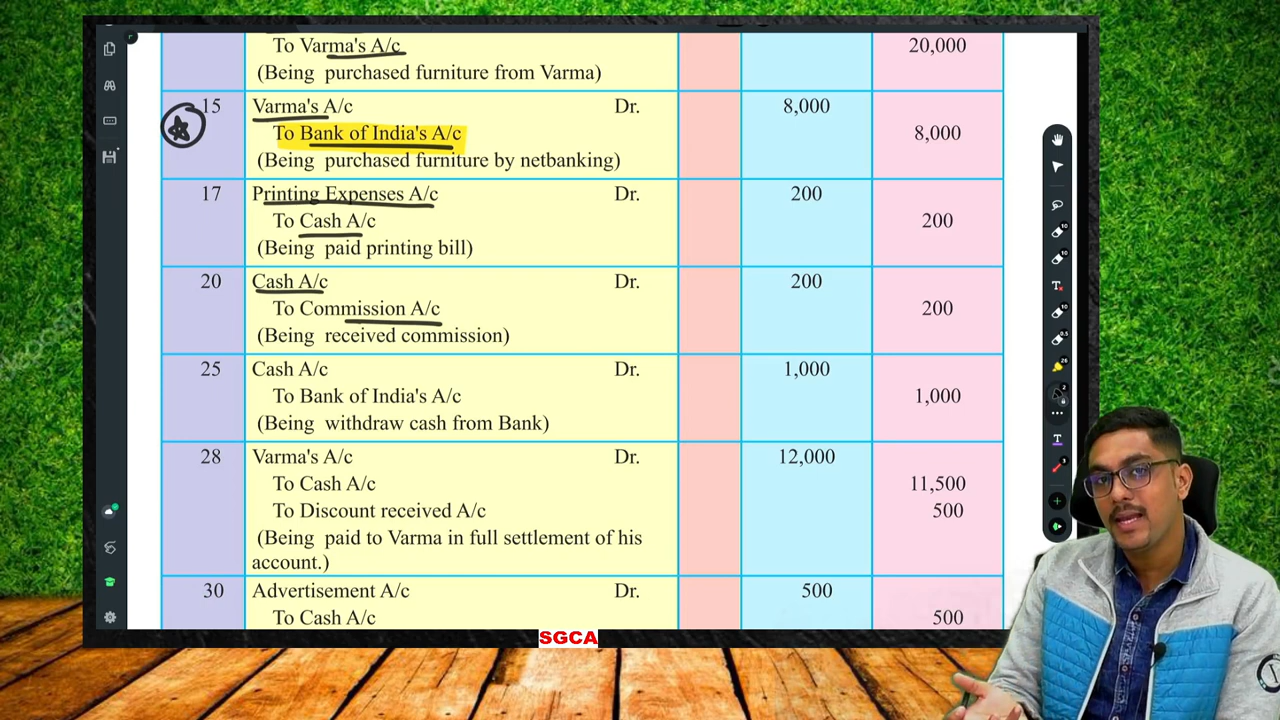 To Varma's A/c 20,000
(Being purchased furniture from Varma)
15 Varma's A/c Dr. 8,000
To Bank of India's A/c 8,000
(Being purchased furniture by netbanking)
17 Printing Expenses A/c Dr. 200
To Cash A/c 200
(Being paid printing bill)
20 Cash A/c Dr. 200
To Commission A/c 200
(Being received commission)
25 Cash A/c Dr. 1,000
To Bank of India's A/c 1,000
(Being withdraw cash from Bank)
28 Varma's A/c Dr. 12,000
To Cash A/c 11,500
To Discount received A/c 500
(Being paid to Varma in full settlement of his
account.)
30 Advertisement A/c Dr. 500
To Cash A/c 500
SGCA